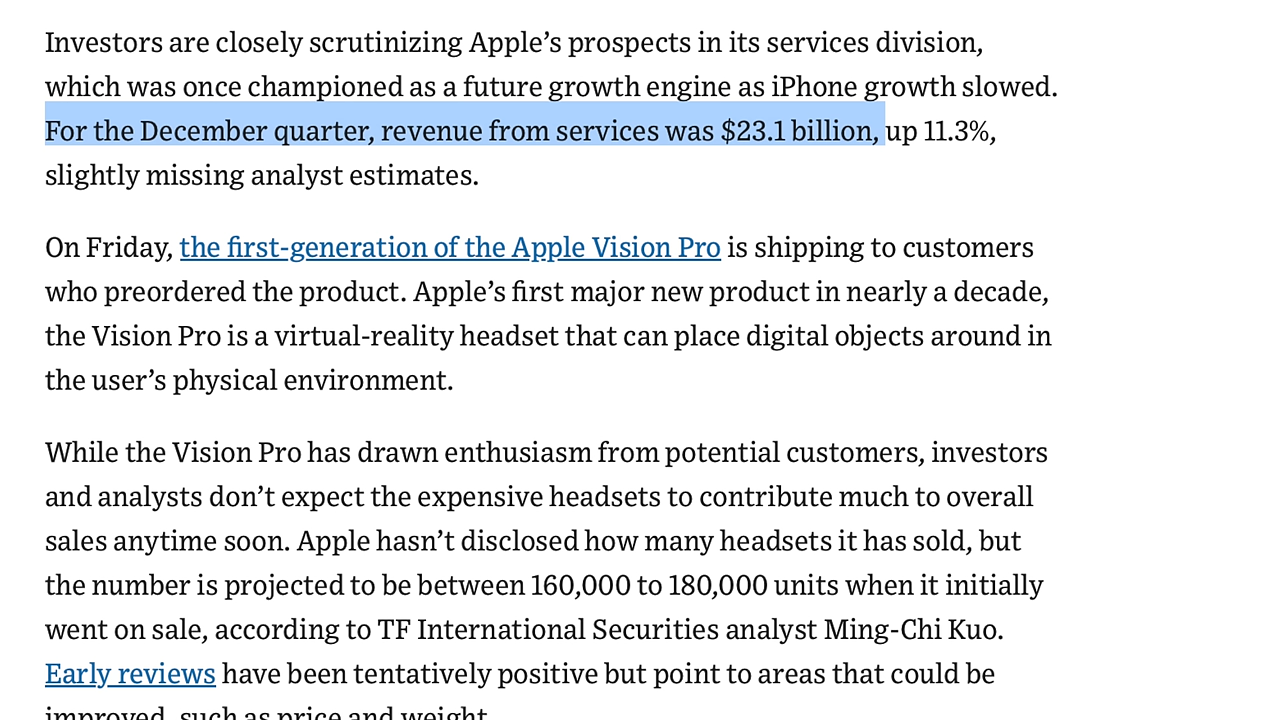 Investors are closely scrutinizing Apple’s prospects in its services division,
which was once championed as a future growth engine as iPhone growth slowed.
For the December quarter, revenue from services was $23.1 billion, up 11.3%,
slightly missing analyst estimates.
On Friday, the first-generation of the Apple Vision Pro is shipping to customers
who preordered the product. Apple’s first major new product in nearly a decade,
the Vision Pro is a virtual-reality headset that can place digital objects around in
the user’s physical environment.
While the Vision Pro has drawn enthusiasm from potential customers, investors
and analysts don’t expect the expensive headsets to contribute much to overall
sales anytime soon. Apple hasn’t disclosed how many headsets it has sold, but
the number is projected to be between 160,000 to 180,000 units when it initially
went on sale, according to TF International Securities analyst Ming-Chi Kuo.
Early reviews have been tentatively positive but point to areas that could be
improved, such as price and weight.